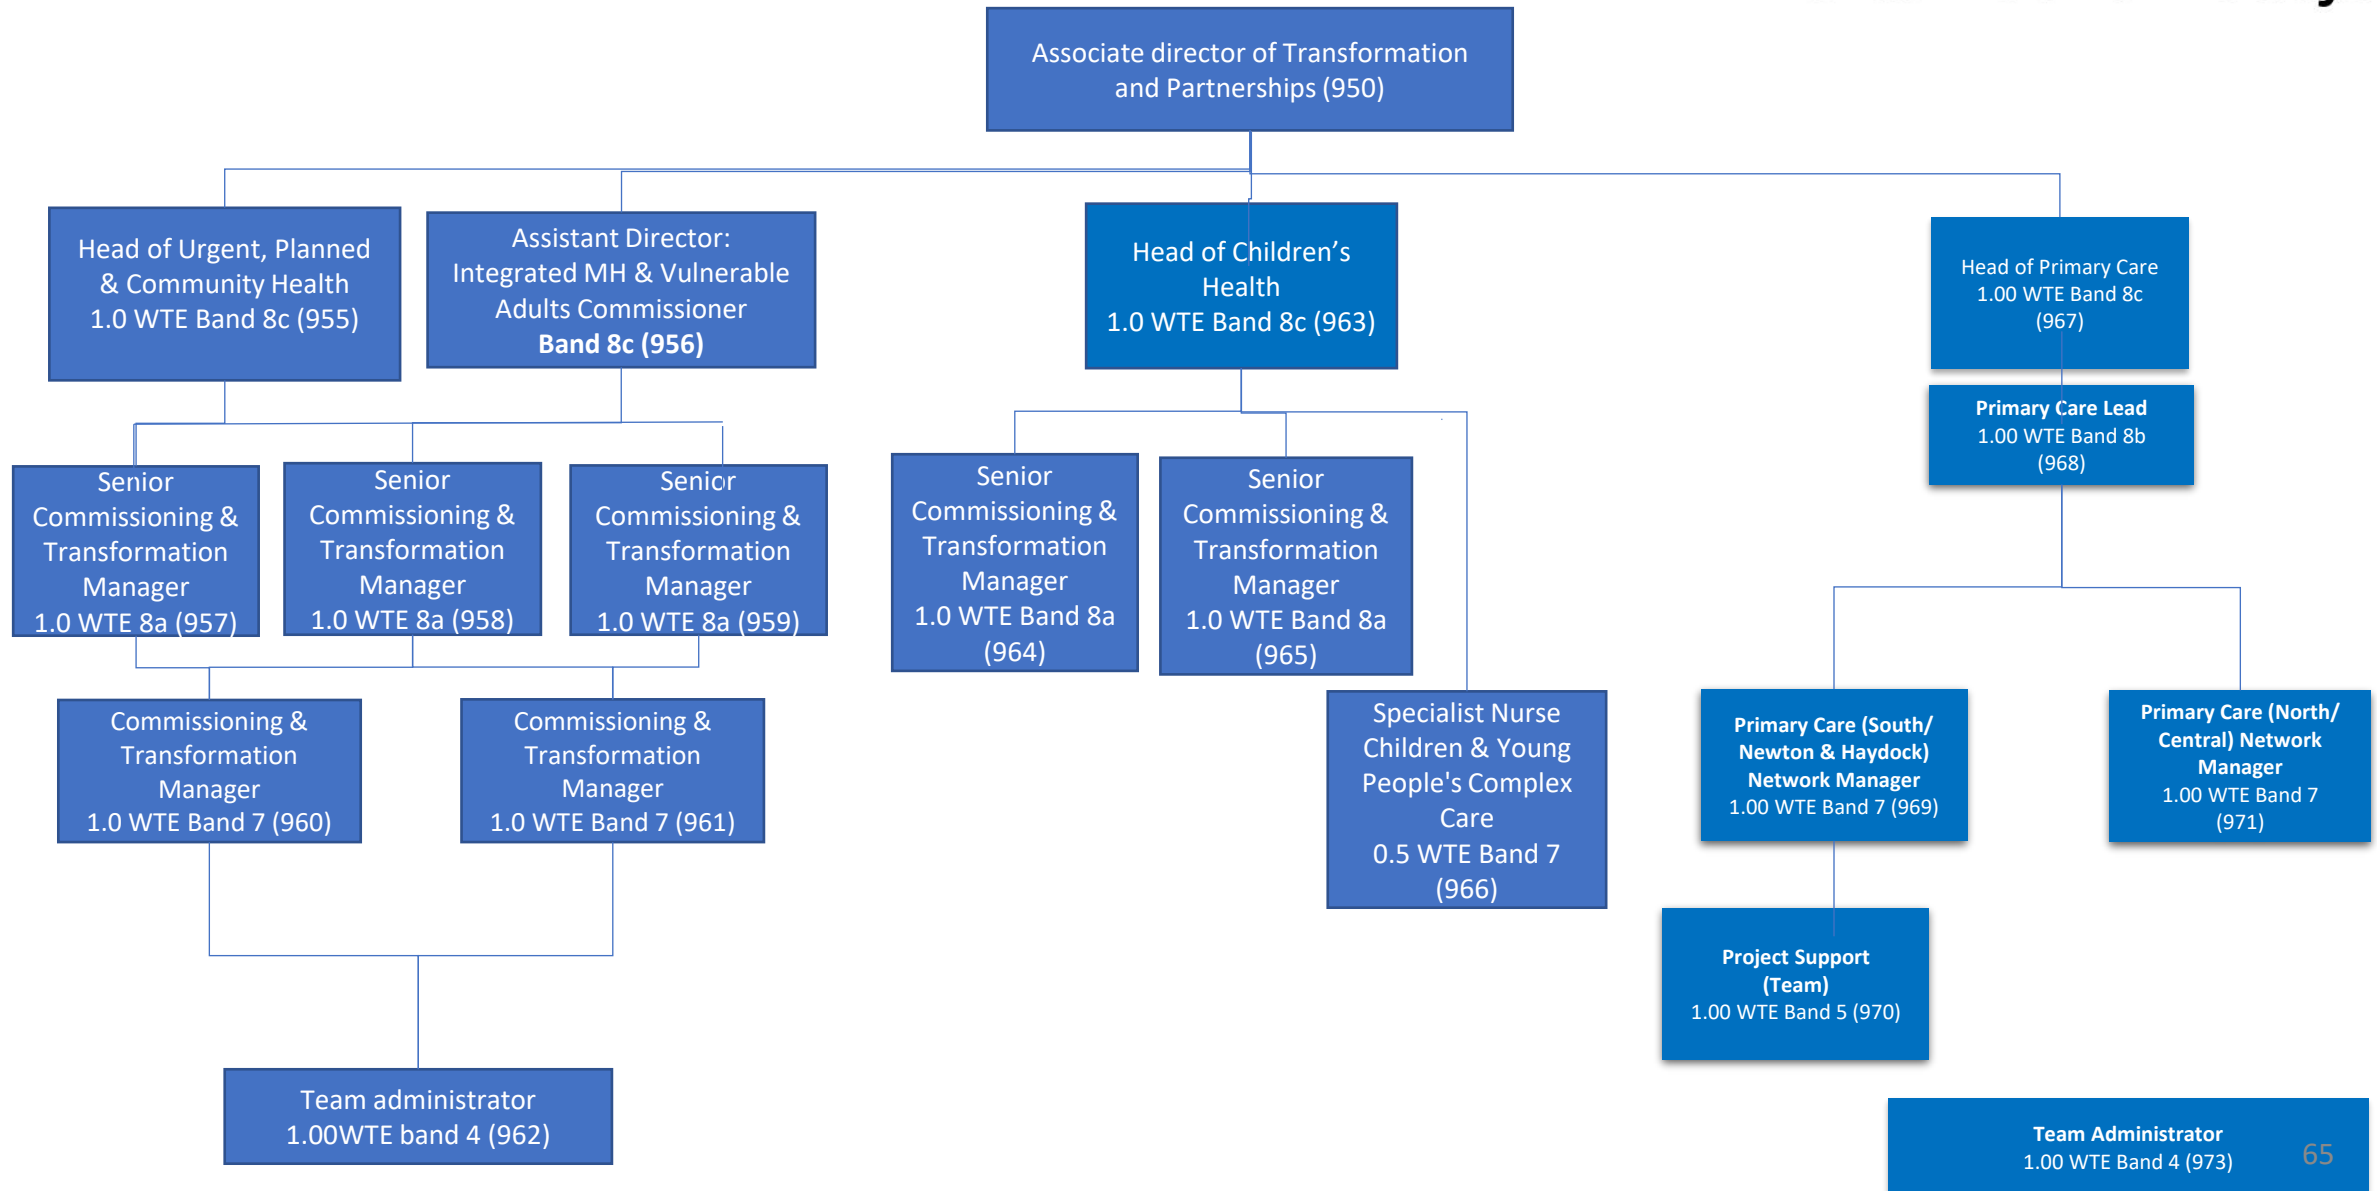 Associate director of Transformation
and Partnerships (950)
Head of Urgent, Planned
& Community Health
1.0 WTE Band 8c (955)
Assistant Director:
Integrated MH & Vulnerable
Adults Commissioner
Band 8c (956)
Head of Children’s
Health
1.0 WTE Band 8c (963)
Head of Primary Care
1.00 WTE Band 8c
(967)
Primary Care Lead
1.00 WTE Band 8b
(968)
Senior
Commissioning &
Transformation
Manager
1.0 WTE 8a (957)
Senior
Commissioning &
Transformation
Manager
1.0 WTE 8a (958)
Senior
Commissioning &
Transformation
Manager
1.0 WTE 8a (959)
Senior
Commissioning &
Transformation
Manager
1.0 WTE Band 8a
(964)
Senior
Commissioning &
Transformation
Manager
1.0 WTE Band 8a
(965)
Commissioning &
Transformation
Manager
1.0 WTE Band 7 (960)
Commissioning &
Transformation
Manager
1.0 WTE Band 7 (961)
Specialist Nurse
Children & Young
People's Complex
Care
0.5 WTE Band 7
(966)
Primary Care (South/
Newton & Haydock)
Network Manager
1.00 WTE Band 7 (969)
Primary Care (North/
Central) Network
Manager
1.00 WTE Band 7
(971)
Project Support
(Team)
1.00 WTE Band 5 (970)
Team administrator
1.00WTE band 4 (962)
Team Administrator
1.00 WTE Band 4 (973)
65